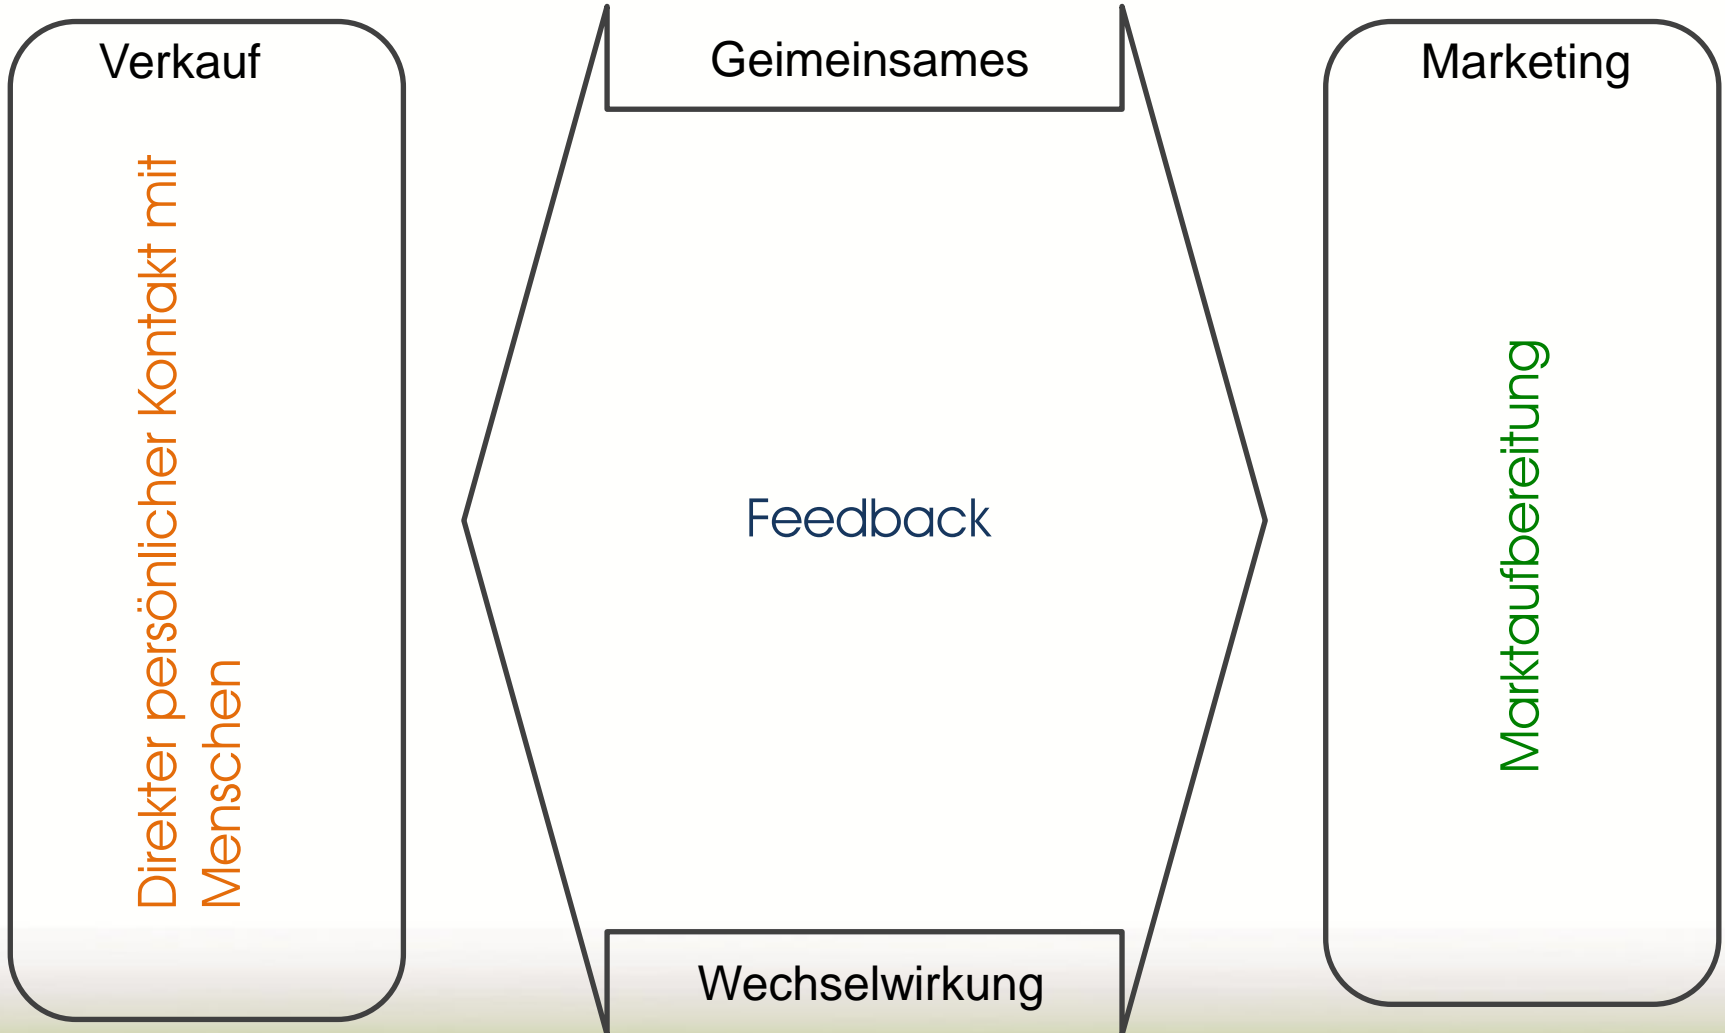 Verkauf
Direkter persönlicher Kontakt mit
Menschen
Geimeinsames
Feedback
Wechselwirkung
Marketing
Marktaufbereitung